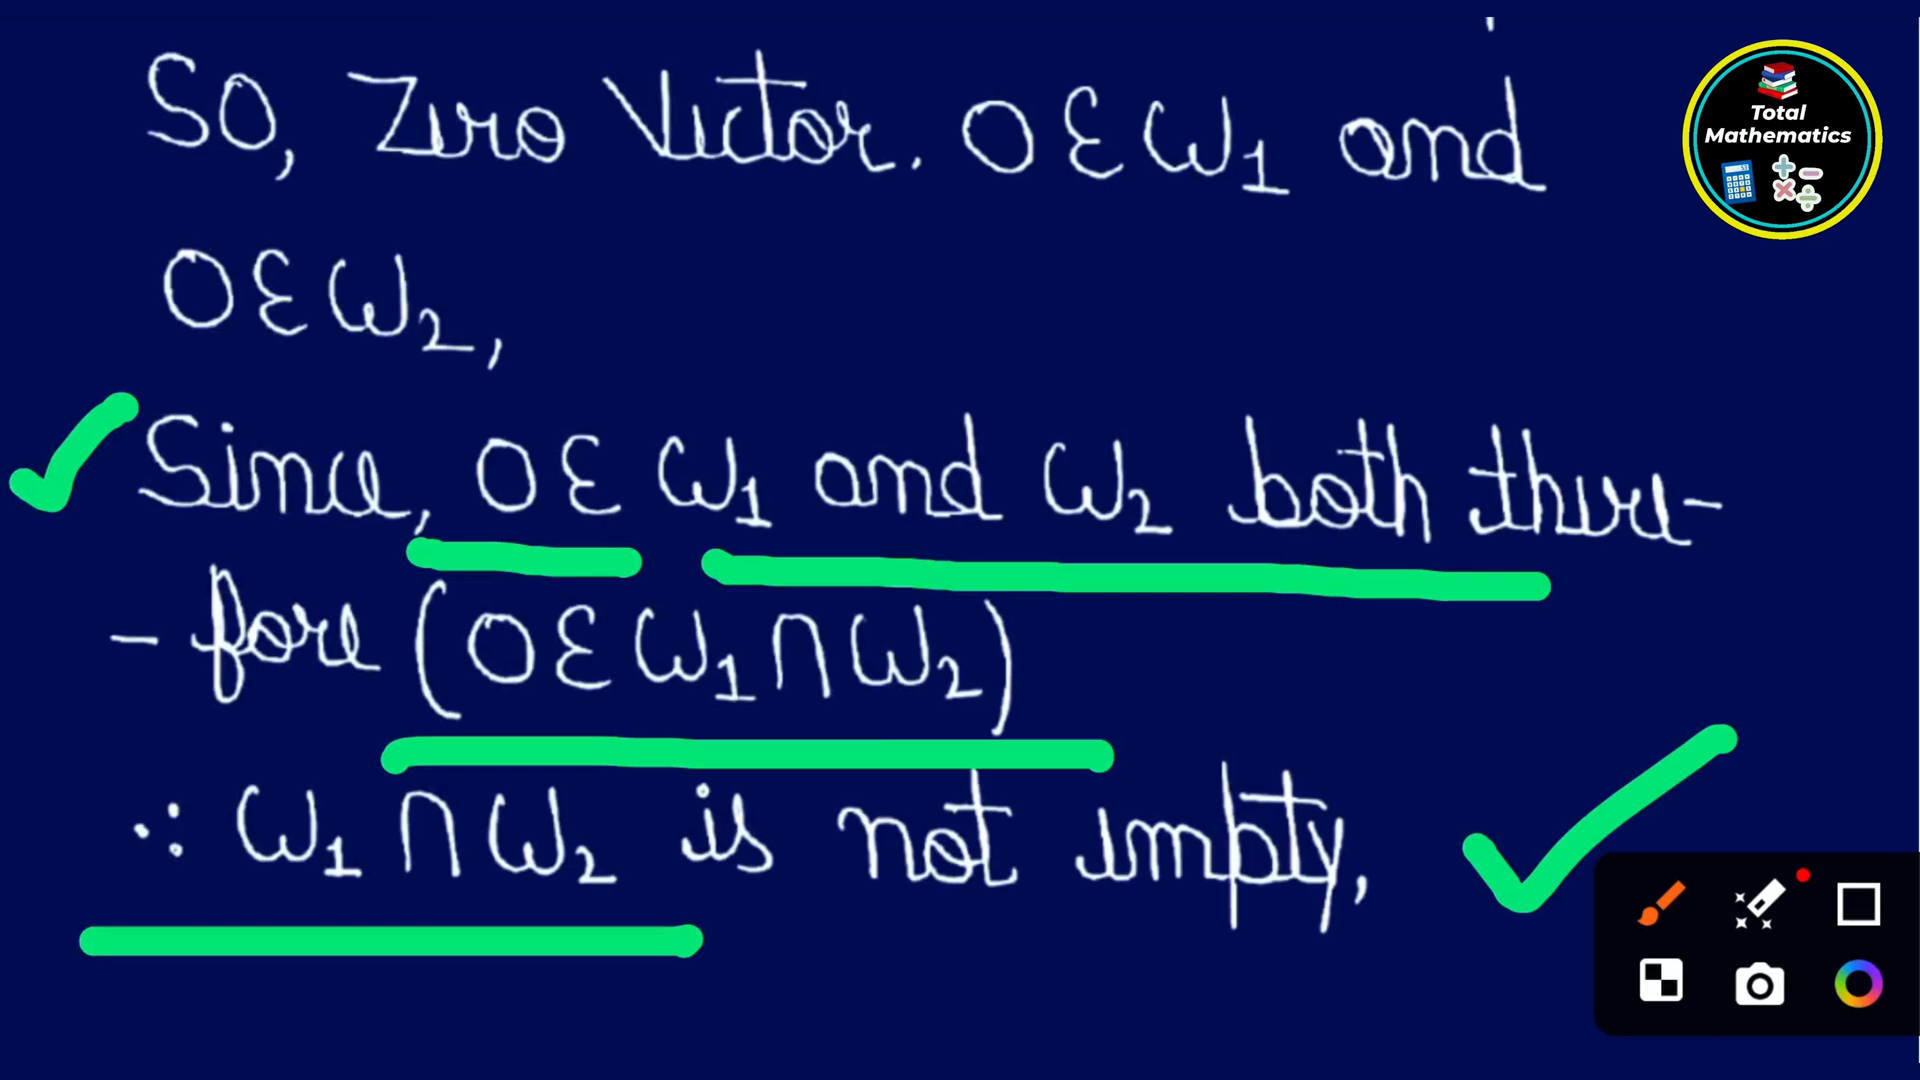 So, Zero Vector. 0 ∈ W₁ and
0 ∈ W₂,
Since, 0 ∈ W₁ and W₂ both there-
- fore (0 ∈ W₁ ∩ W₂)
∴ W₁ ∩ W₂ is not empty,
Total
Mathematics